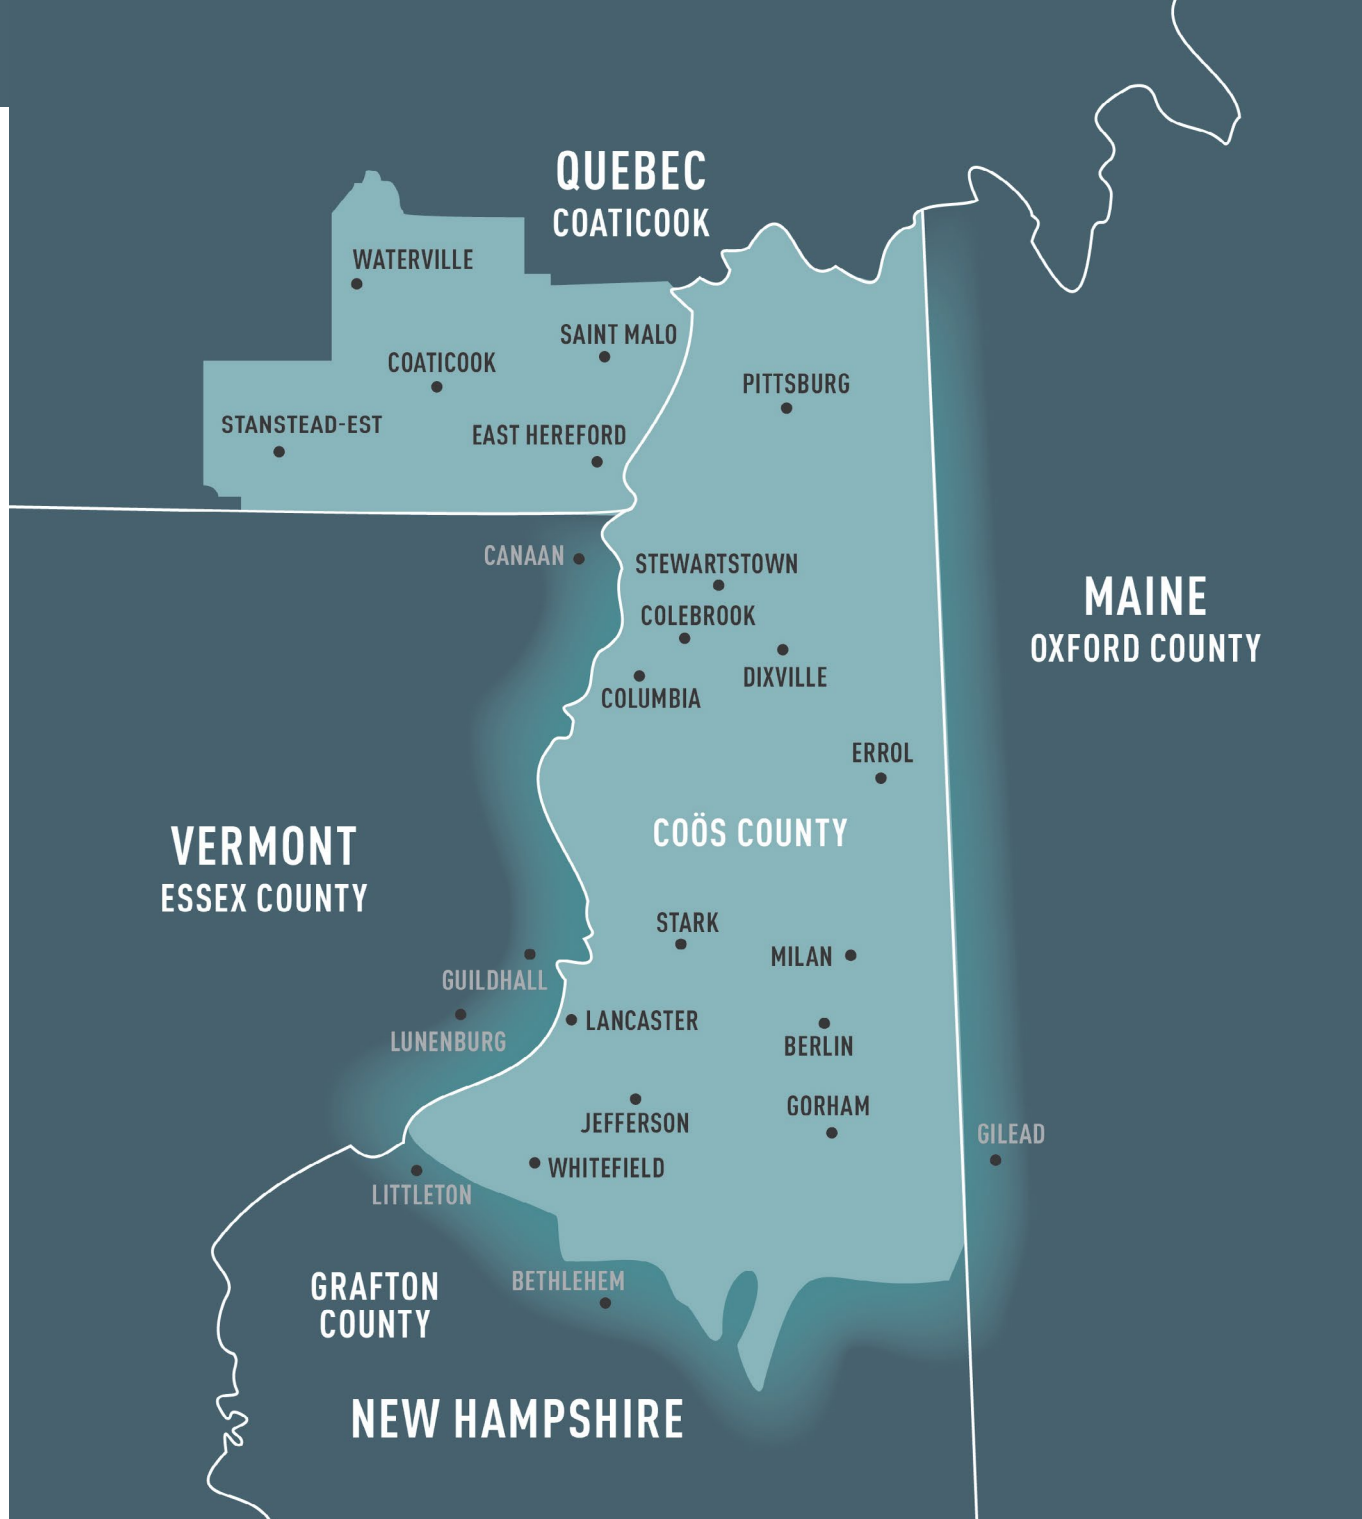 QUEBEC
COATICOOK
WATERVILLE
SAINT MALO
COATICOOK
PITTSBURG
STANSTEAD-EST
EAST HEREFORD
CANAAN
STEWARTSTOWN
COLEBROOK
DIXVILLE
COLUMBIA
MAINE
OXFORD COUNTY
ERROL
COÖS COUNTY
VERMONT
ESSEX COUNTY
STARK
MILAN
GUILDHALL
LANCASTER
LUNENBURG
BERLIN
GORHAM
JEFFERSON
GILEAD
WHITEFIELD
LITTLETON
BETHLEHEM
GRAFTON
COUNTY
NEW HAMPSHIRE